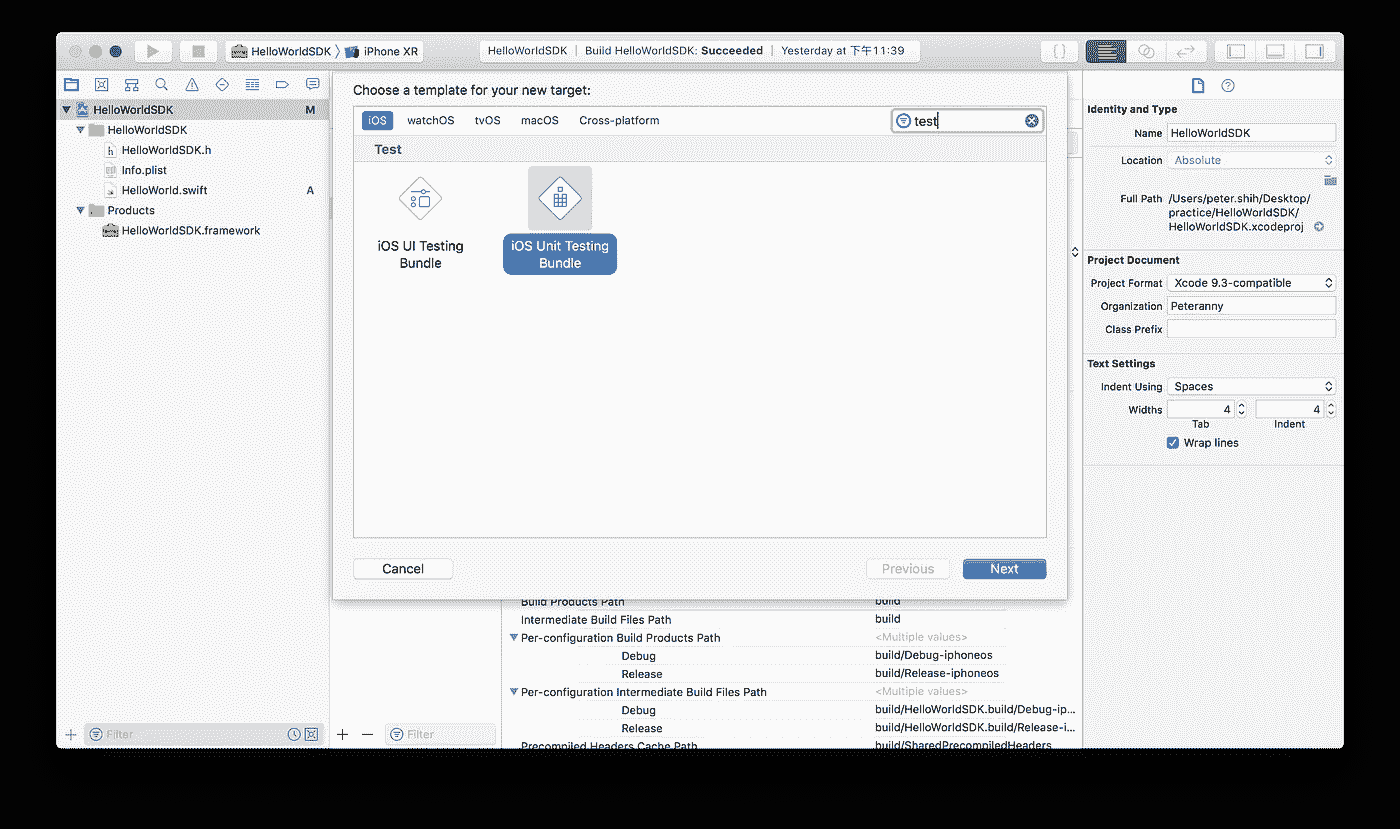 HelloWorldSDK 〉 iPhone XR
HelloWorldSDK | Build HelloWorldSDK: Succeeded | Yesterday at 下午11:39
{ }
HelloWorldSDK M
HelloWorldSDK
HelloWorldSDK.h
Info.plist
HelloWorld.swift A
Products
HelloWorldSDK.framework
Filter
Choose a template for your new target:
iOS watchOS tvOS macOS Cross-platform test
Test
iOS UI Testing
Bundle
iOS Unit Testing
Bundle
Cancel Previous Next
Build Products Path build
Intermediate Build Files Path build
Per-configuration Build Products Path <Multiple values>
Debug build/Debug-iphoneos
Release build/Release-iphoneos
Per-configuration Intermediate Build Files Path <Multiple values>
Debug build/HelloWorldSDK.build/Debug-ip...
Release build/HelloWorldSDK.build/Release-i...
Precompiled Headers Cache Path build/SharedPrecompiledHeaders
Filter
Identity and Type
Name HelloWorldSDK
Location Absolute
Full Path /Users/peter.shih/Desktop/
practice/HelloWorldSDK/
HelloWorldSDK.xcodeproj
Project Document
Project Format Xcode 9.3-compatible
Organization Peteranny
Class Prefix
Text Settings
Indent Using Spaces
Widths 4 4
Tab Indent
Wrap lines